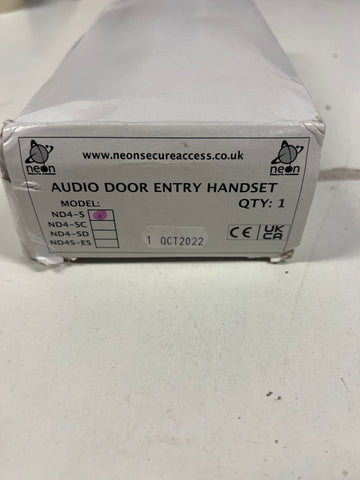 www.neonsecureaccess.co.uk
neon
neon
AUDIO DOOR ENTRY HANDSET
MODEL:
QTY: 1
ND4-S
ND4-SC
ND4-SD
ND4S-ES
1 OCT2022
CE
UK
CA